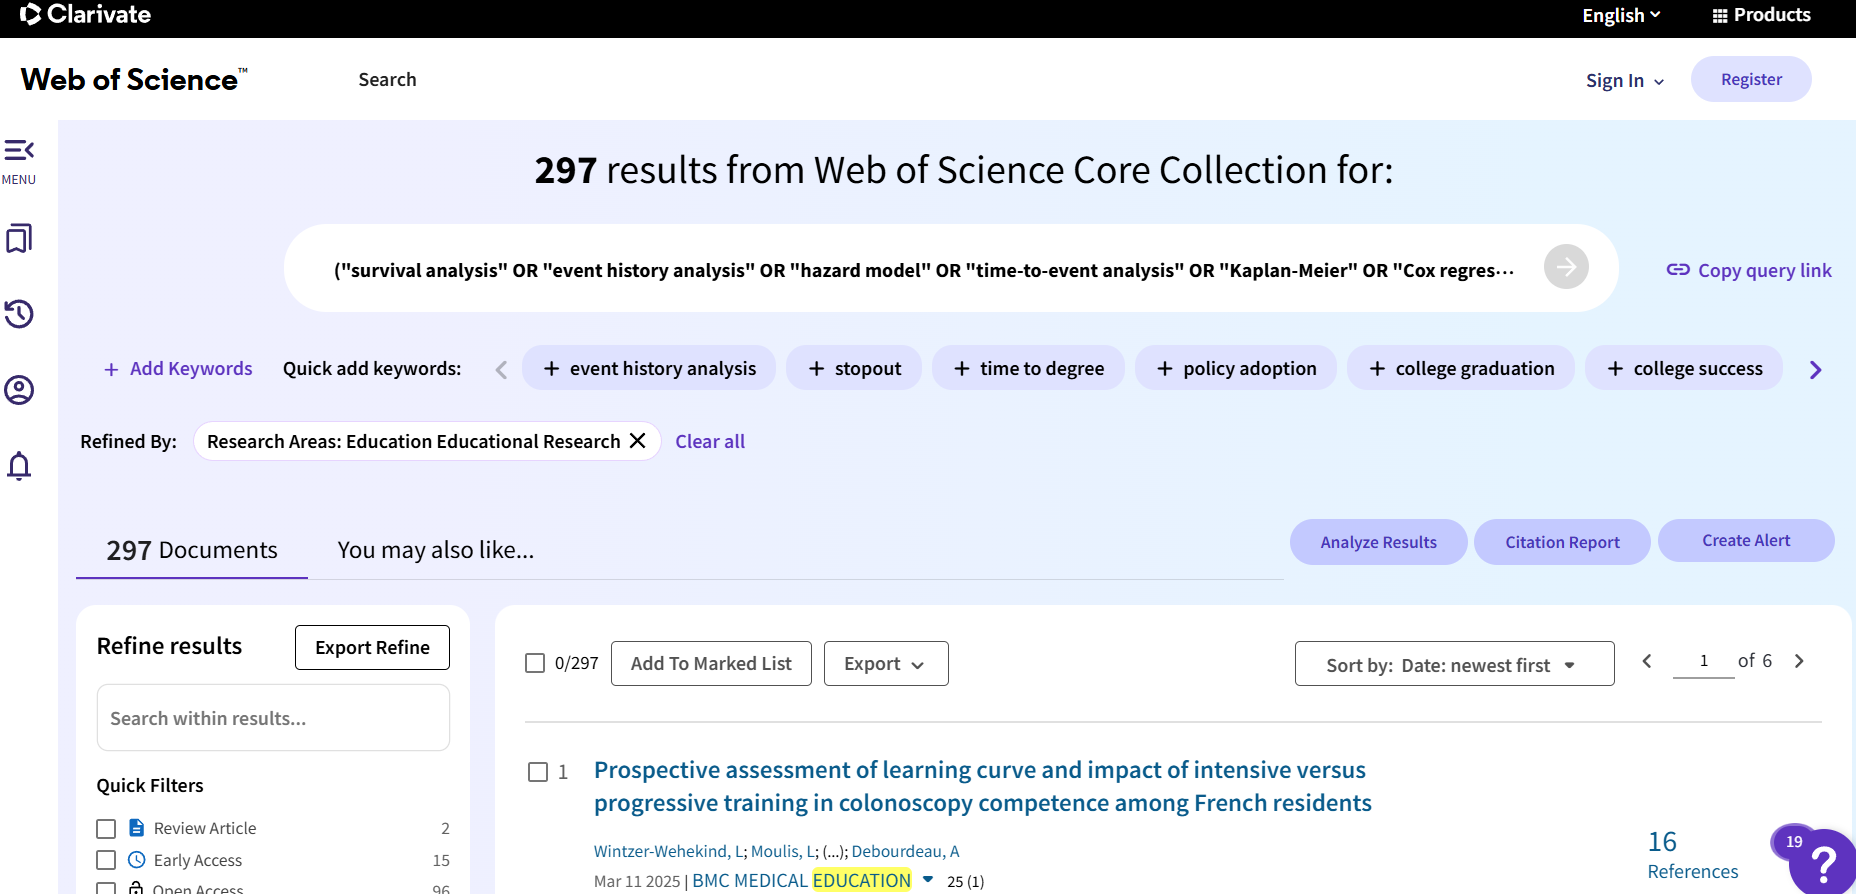 Clarivate
English
Products
Web of Science™
Search
Sign In
Register
MENU
297 results from Web of Science Core Collection for:
("survival analysis" OR "event history analysis" OR "hazard model" OR "time-to-event analysis" OR "Kaplan-Meier" OR "Cox regres···
Copy query link
+ Add Keywords
Quick add keywords:
+ event history analysis
+ stopout
+ time to degree
+ policy adoption
+ college graduation
+ college success
Refined By:
Research Areas: Education Educational Research
Clear all
297 Documents
You may also like...
Analyze Results
Citation Report
Create Alert
Refine results
Export Refine
Search within results...
Quick Filters
Review Article 2
Early Access 15
Open Access 96
0/297
Add To Marked List
Export
Sort by: Date: newest first
1 of 6
1
Prospective assessment of learning curve and impact of intensive versus
progressive training in colonoscopy competence among French residents
Wintzer-Wehekind, L; Moulis, L; (...); Debourdeau, A
Mar 11 2025 | BMC MEDICAL EDUCATION 25 (1)
16
References
19
?